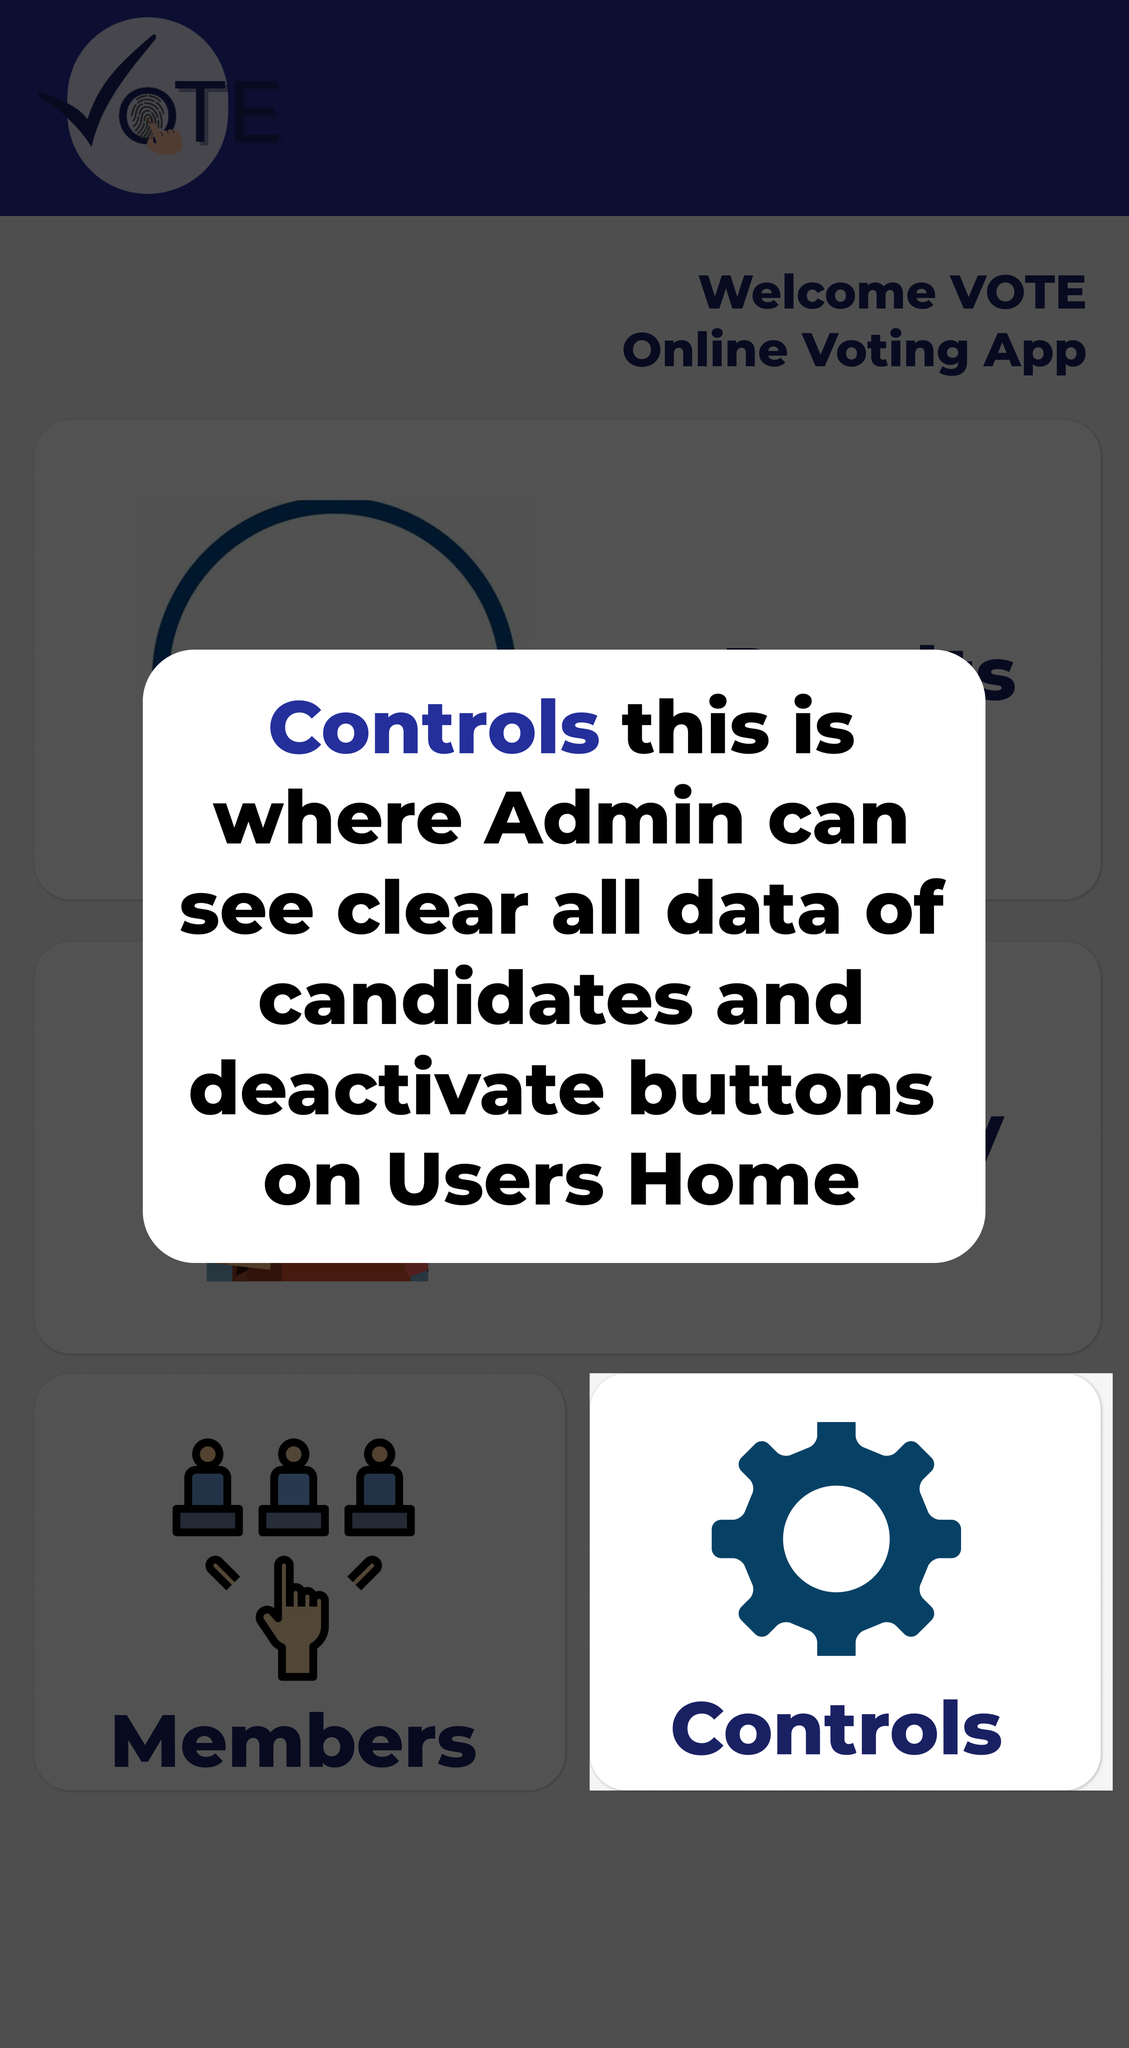 VOTE
Welcome VOTE
Online Voting App
Controls this is
where Admin can
see clear all data of
candidates and
deactivate buttons
on Users Home
Members
Controls